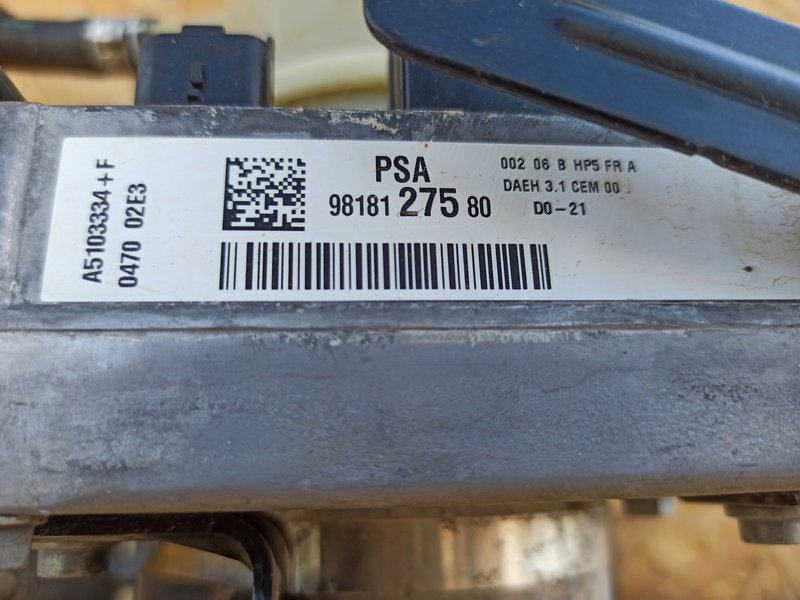 A5103334+F
0470 02E3
PSA
98181 275 80
002 06 B HP5 FR A
DAEH 3.1 CEM 00
D0-21